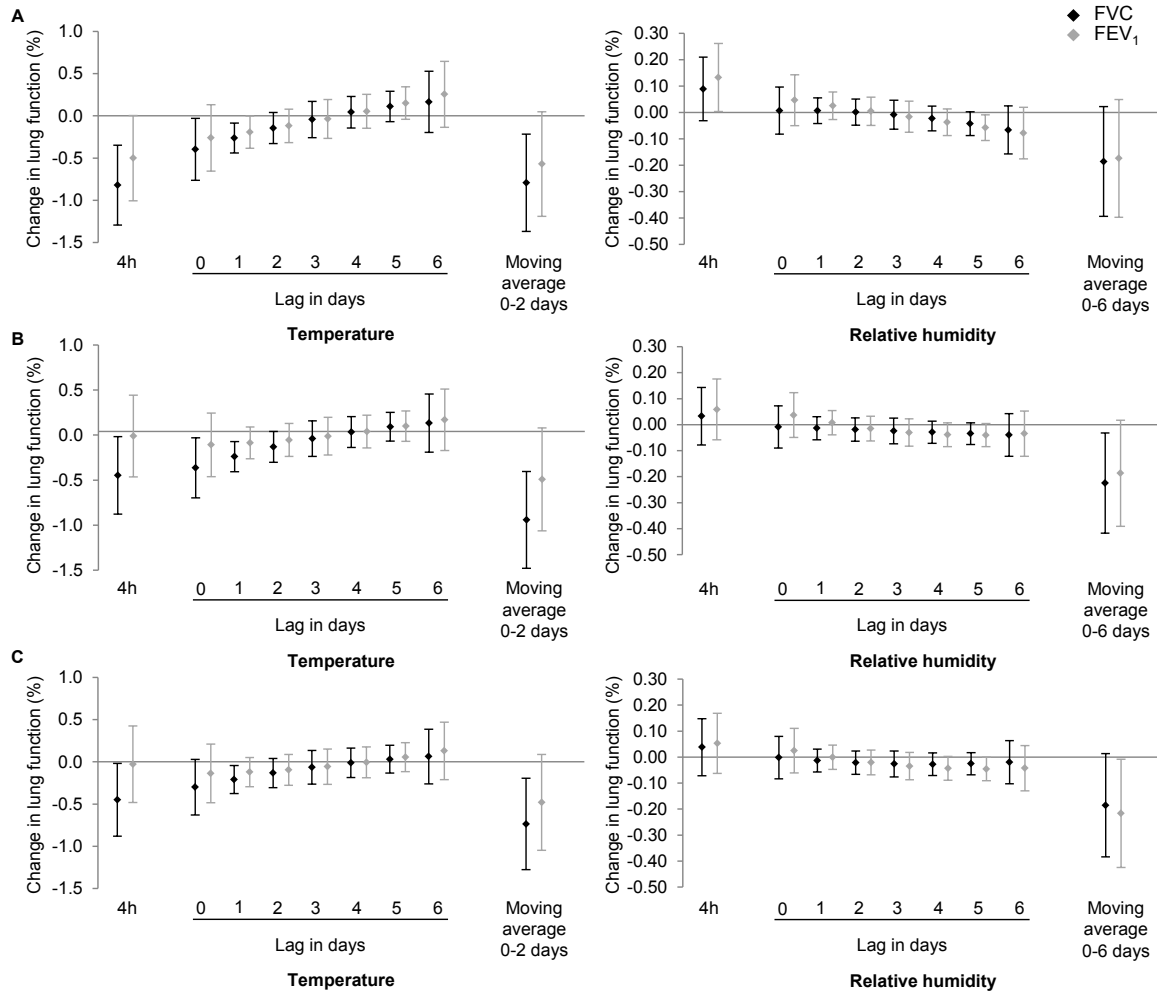 A
Change in lung function (%)
1.0
0.5
0.0
-0.5
-1.0
-1.5
4h
0 1 2 3 4 5 6
Lag in days
Moving
average
0-2 days
Temperature
FVC
FEV1
Change in lung function (%)
0.30
0.20
0.10
0.00
-0.10
-0.20
-0.30
-0.40
0.50
4h
0 1 2 3 4 5 6
Lag in days
Moving
average
0-6 days
Relative humidity
B
Change in lung function (%)
1.0
0.5
0.0
-0.5
-1.0
-1.5
4h
0 1 2 3 4 5 6
Lag in days
Moving
average
0-2 days
Temperature
Change in lung function (%)
0.30
0.20
0.10
0.00
-0.10
-0.20
-0.30
-0.40
-0.50
4h
0 1 2 3 4 5 6
Lag in days
Moving
average
0-6 days
Relative humidity
C
Change in lung function (%)
1.0
0.5
0.0
-0.5
-1.0
-1.5
4h
0 1 2 3 4 5 6
Lag in days
Moving
average
0-2 days
Temperature
Change in lung function (%)
0.30
0.20
0.10
0.00
-0.10
-0.20
-0.30
-0.40
-0.50
4h
0 1 2 3 4 5 6
Lag in days
Moving
average
0-6 days
Relative humidity